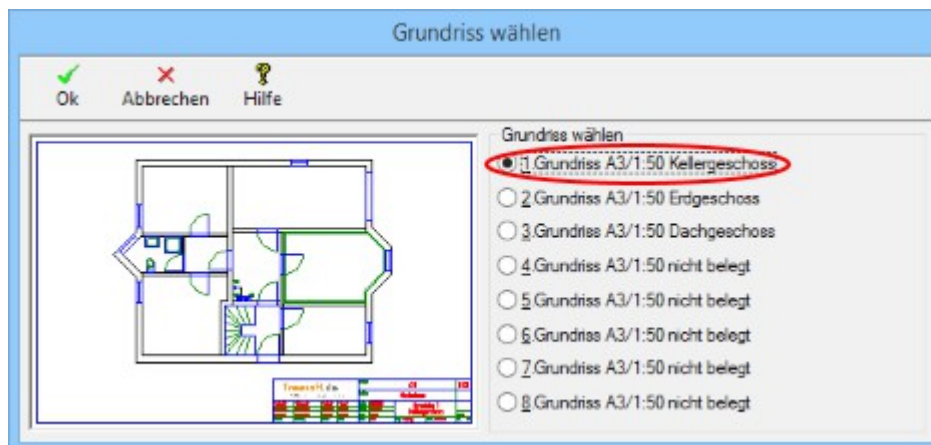 Grundriss wählen
Ok
Abbrechen
Hilfe
Grundriss wählen
1.Grundriss A3/1:50 Kellergeschoss
2.Grundriss A3/1:50 Erdgeschoss
3.Grundriss A3/1:50 Dachgeschoss
4.Grundriss A3/1:50 nicht belegt
5.Grundriss A3/1:50 nicht belegt
6.Grundriss A3/1:50 nicht belegt
7.Grundriss A3/1:50 nicht belegt
8.Grundriss A3/1:50 nicht belegt